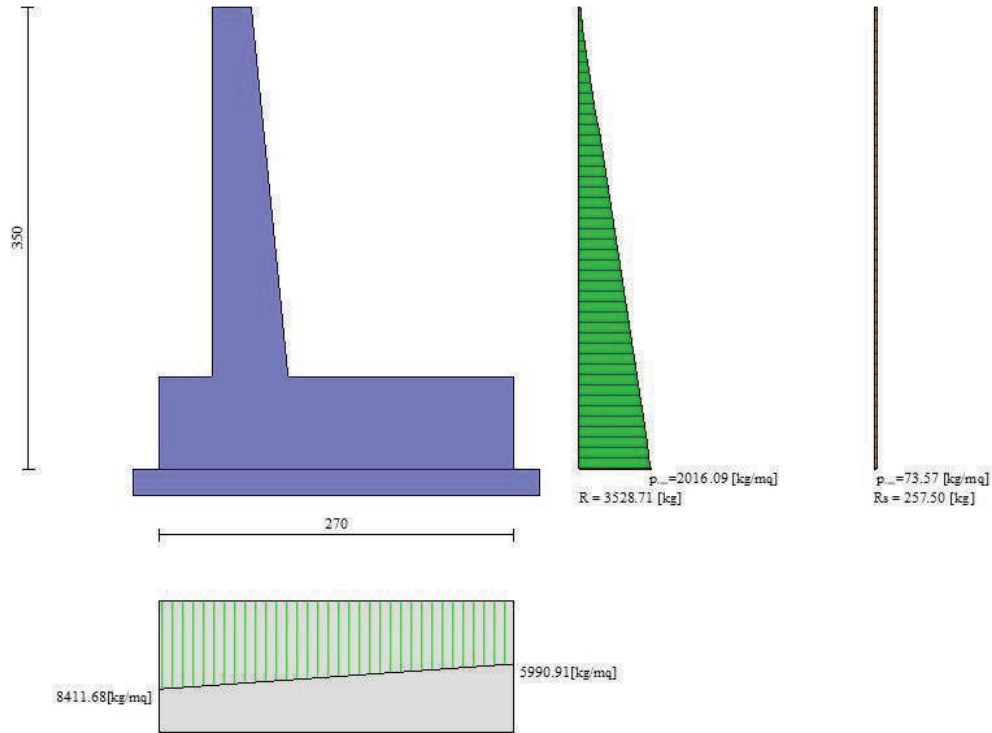 350
p...=2016.09 [kg/mq]
R = 3528.71 [kg]
p...=73.57 [kg/mq]
Rs = 257.50 [kg]
270
8411.68[kg/mq]
5990.91[kg/mq]